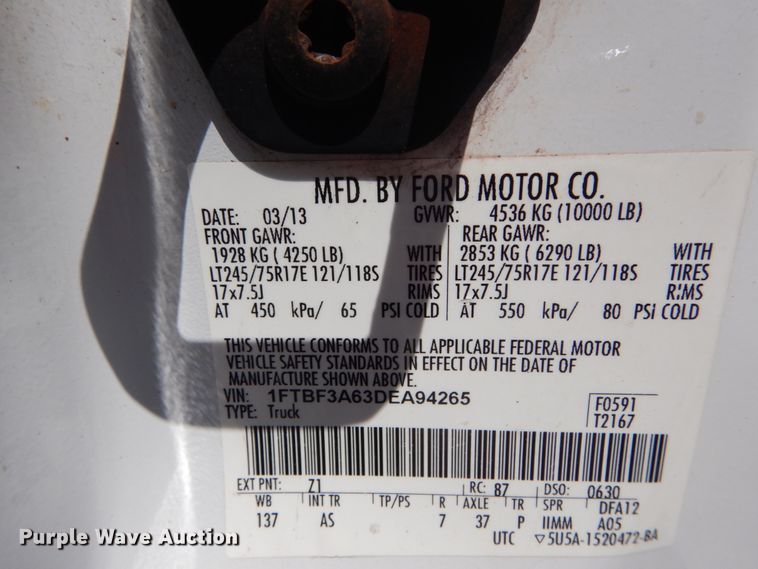 MFD. BY FORD MOTOR CO.
DATE: 03/13 GVWR: 4536 KG (10000 LB)
FRONT GAWR: REAR GAWR:
1928 KG ( 4250 LB) WITH 2853 KG ( 6290 LB) WITH
LT245/75R17E 121/118S TIRES LT245/75R17E 121/118S TIRES
17x7.5J RIMS 17x7.5J RIMS
AT 450 kPa/ 65 PSI COLD AT 550 kPa/ 80 PSi COLD
THIS VEHICLE CONFORMS TO ALL APPLICABLE FEDERAL MOTOR
VEHICLE SAFETY STANDARDS IN EFFECT ON THE DATE OF
MANUFACTURE SHOWN ABOVE.
VIN: 1FTBF3A63DEA94265 F0591
TYPE: Truck T2167
EXT PNT: Z1 RC: 87 DSO: 0630
WB INT TR TP/PS R AXLE TR SPR DFA12
137 AS 7 37 P IIMM A05
UTC ▽5U5A-1520472-BA
Purple Wave Auction